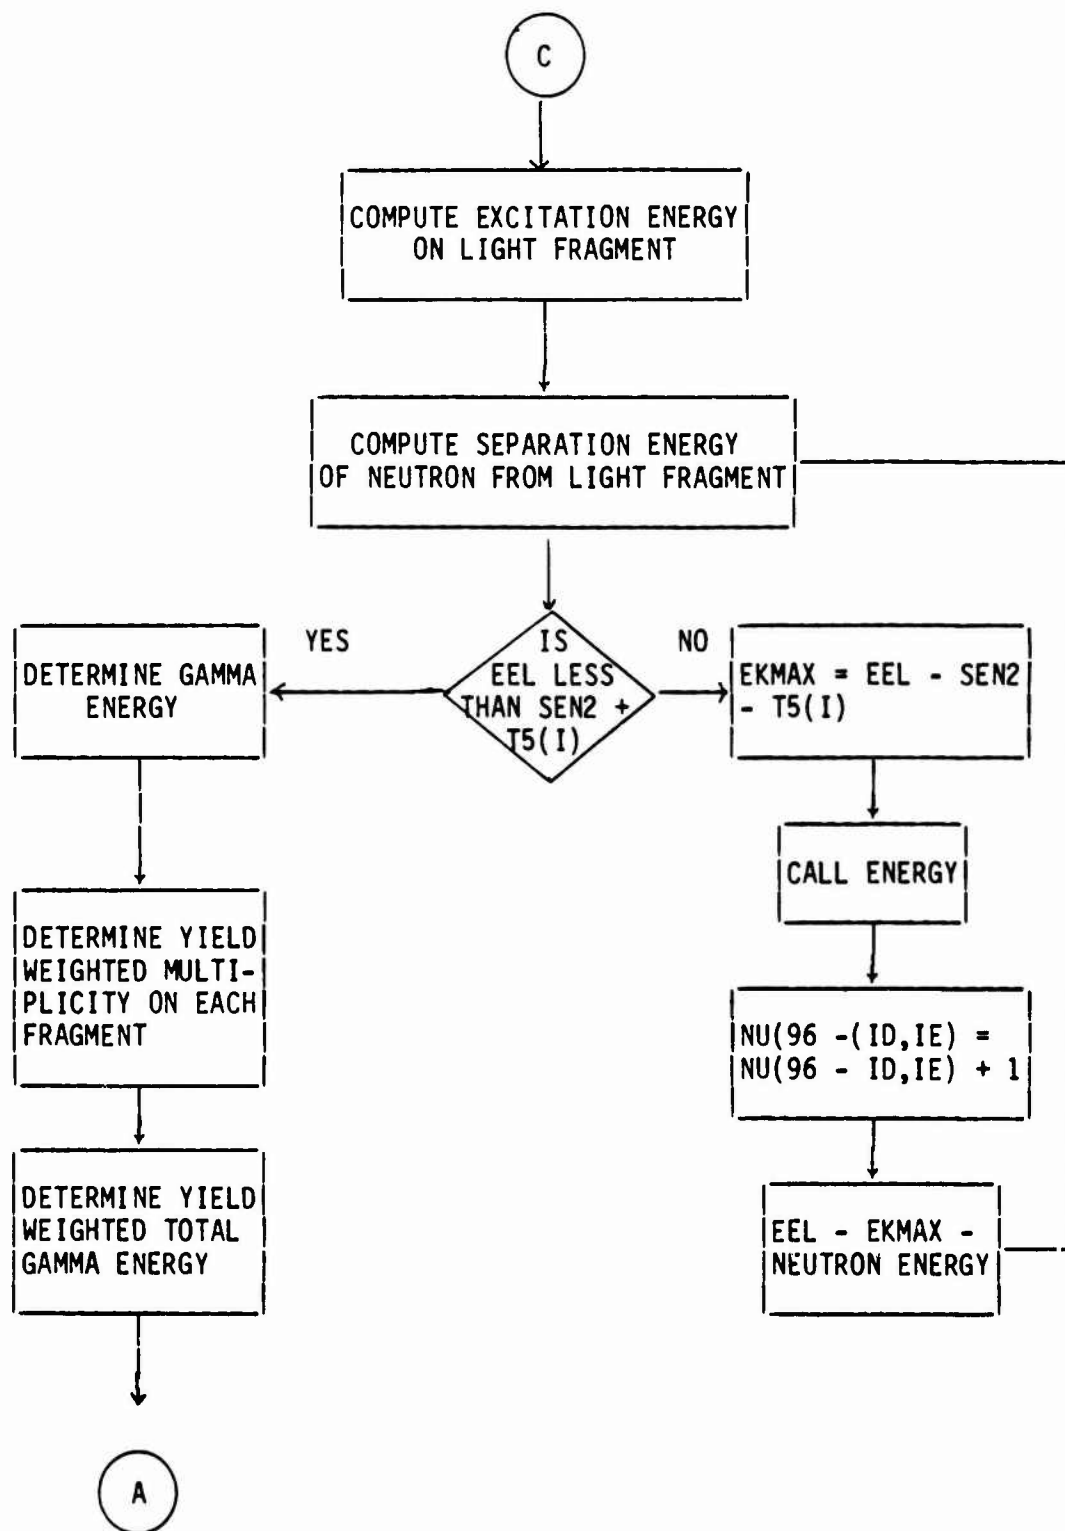 C
COMPUTE EXCITATION ENERGY
ON LIGHT FRAGMENT
COMPUTE SEPARATION ENERGY
OF NEUTRON FROM LIGHT FRAGMENT
YES
IS
EEL LESS
THAN SEN2 +
T5(I)
NO
DETERMINE GAMMA
ENERGY
EKMAX = EEL - SEN2
- T5(I)
CALL ENERGY
DETERMINE YIELD
WEIGHTED MULTI-
PLICITY ON EACH
FRAGMENT
NU(96 -(ID,IE) =
NU(96 - ID,IE) + 1
DETERMINE YIELD
WEIGHTED TOTAL
GAMMA ENERGY
EEL - EKMAX -
NEUTRON ENERGY
A